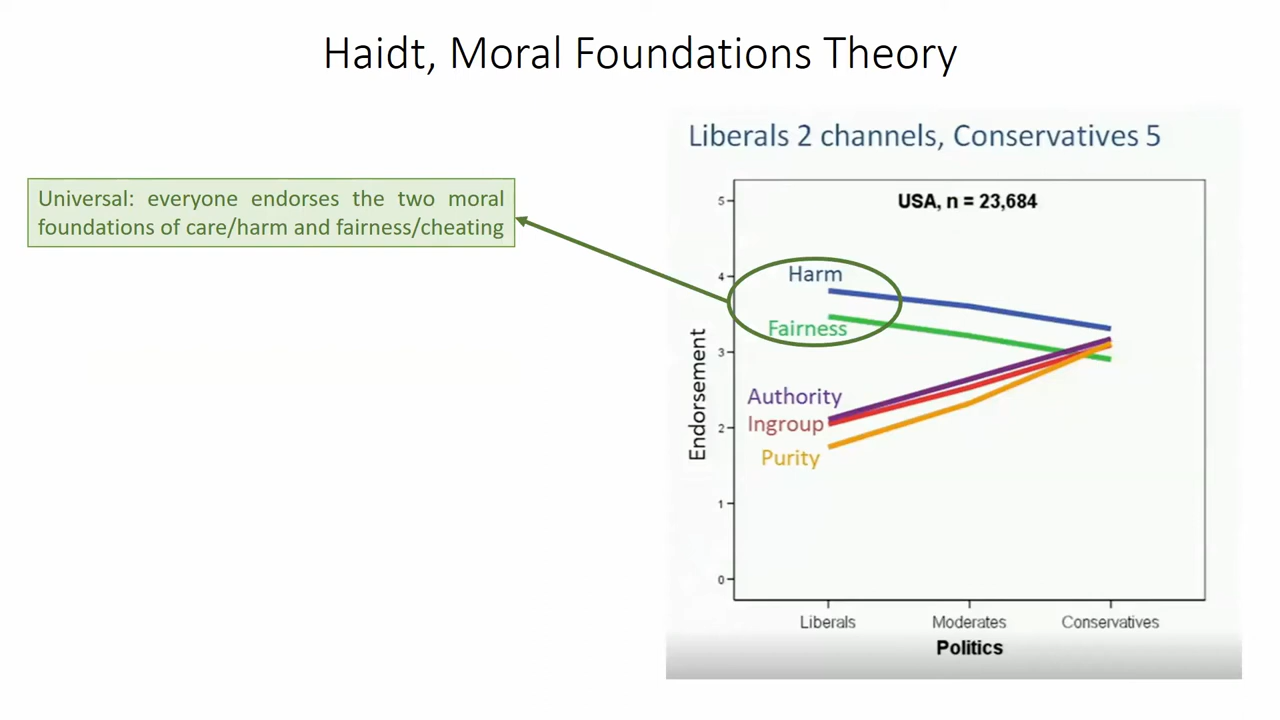 Haidt, Moral Foundations Theory
Liberals 2 channels, Conservatives 5
Universal: everyone endorses the two moral
foundations of care/harm and fairness/cheating
USA, n = 23,684
5
4
3
2
1
0
Endorsement
Harm
Fairness
Authority
Ingroup
Purity
Liberals
Moderates
Conservatives
Politics